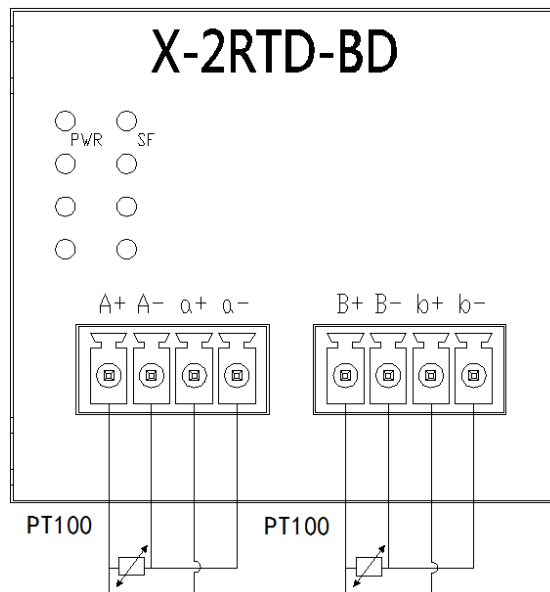 X-2RTD-BD
PWR SF
A+ A- a+ a- B+ B- b+ b-
PT100 PT100